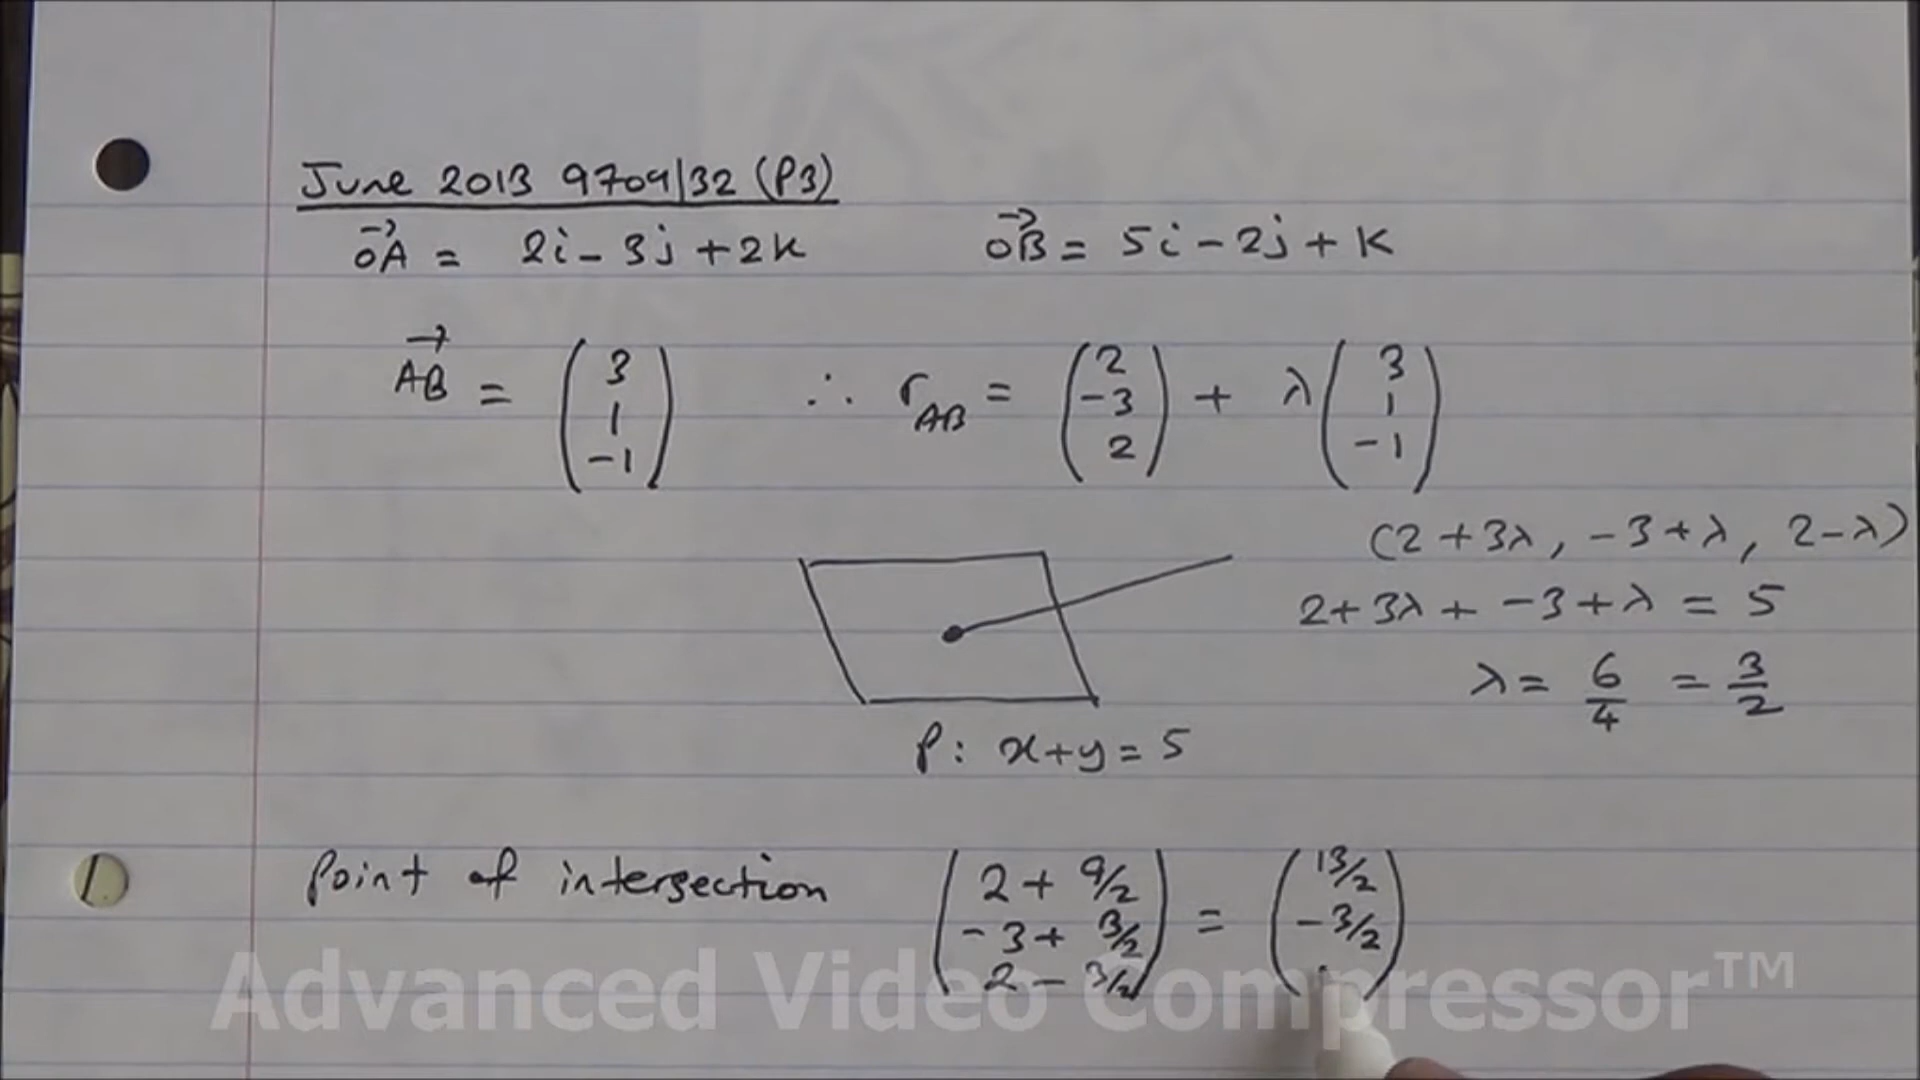 June 2013 9709/32 (P3)
→OA = 2i - 3j + 2k →OB = 5i - 2j + k
→AB = (3 1 -1) ∴ r_AB = (2 -3 2) + λ(3 1 -1)
(2 + 3λ, -3 + λ, 2 - λ)
2 + 3λ + -3 + λ = 5
λ = 6/4 = 3/2
P: x + y = 5
Point of intersection (2 + 9/2 -3 + 3/2 2 - 3/2) = (13/2 -3/2
Advanced Video Compressor™